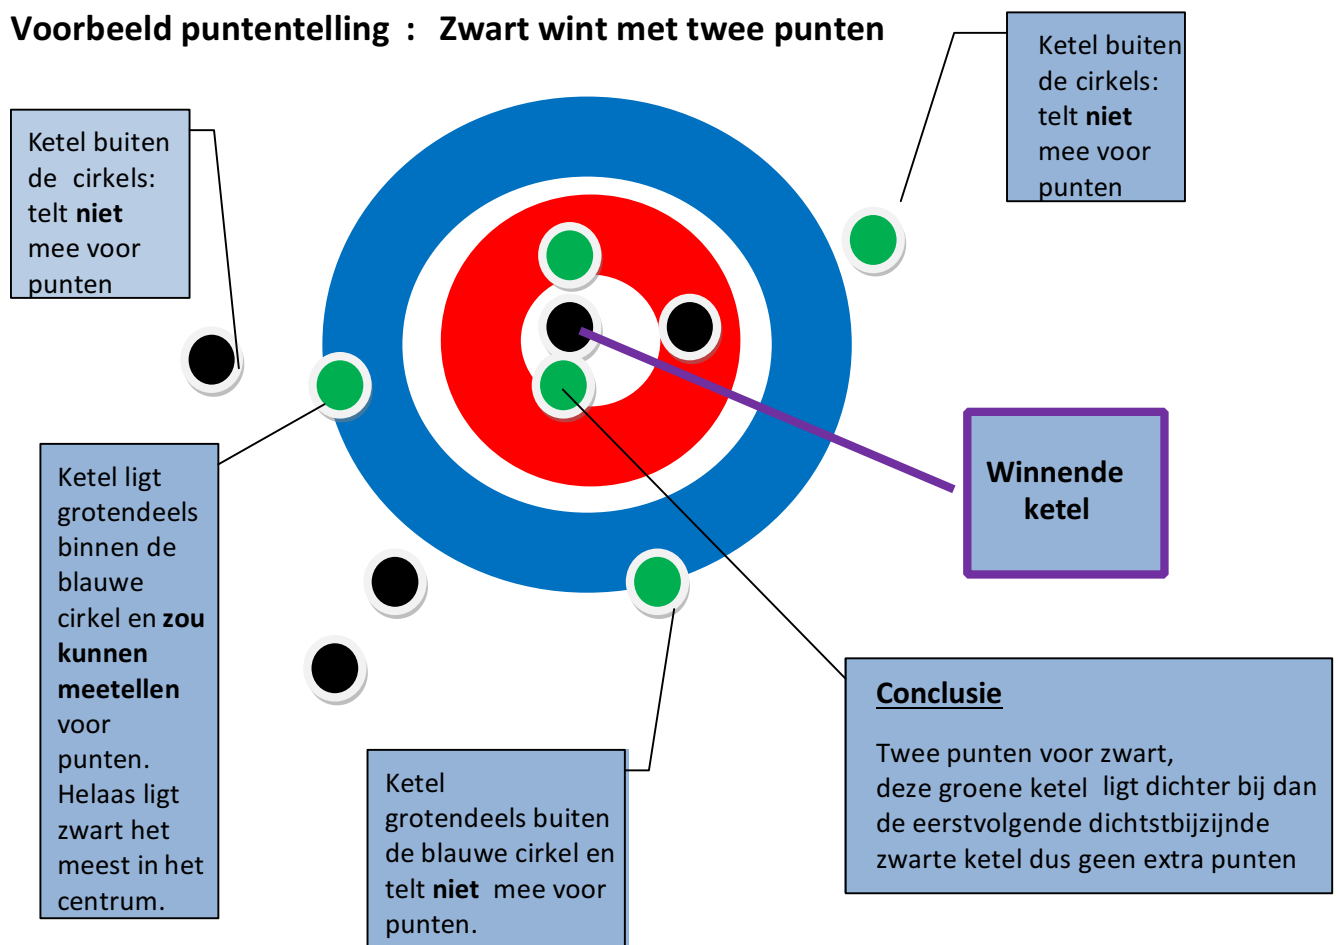 Voorbeeld puntentelling : Zwart wint met twee punten
Ketel buiten
de cirkels:
telt niet
mee voor
punten
Ketel buiten
de cirkels:
telt niet
mee voor
punten
Ketel ligt
grotendeels
binnen de
blauwe
cirkel en zou
kunnen
meetellen
voor
punten.
Helaas ligt
zwart het
meest in het
centrum.
Winnende
ketel
Ketel
grotendeels buiten
de blauwe cirkel en
telt niet mee voor
punten.
Conclusie
Twee punten voor zwart,
deze groene ketel ligt dichter bij dan
de eerstvolgende dichtstbijzijnde
zwarte ketel dus geen extra punten